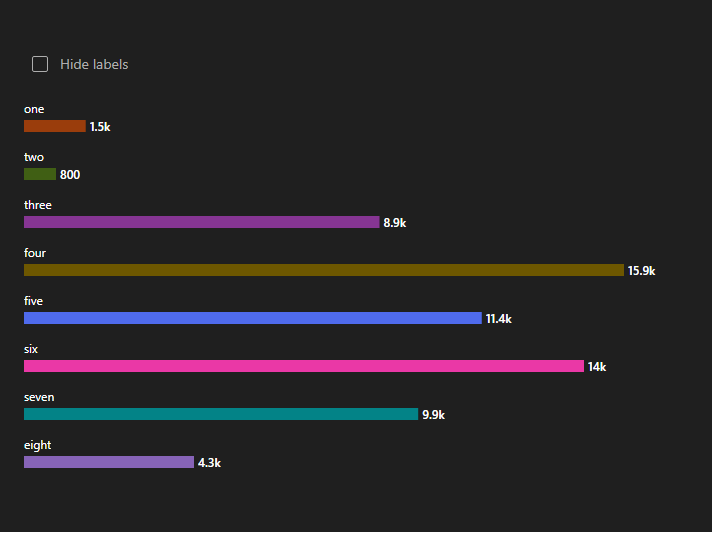 Hide labels
one
1.5k
two
800
three
8.9k
four
15.9k
five
11.4k
six
14k
seven
9.9k
eight
4.3k